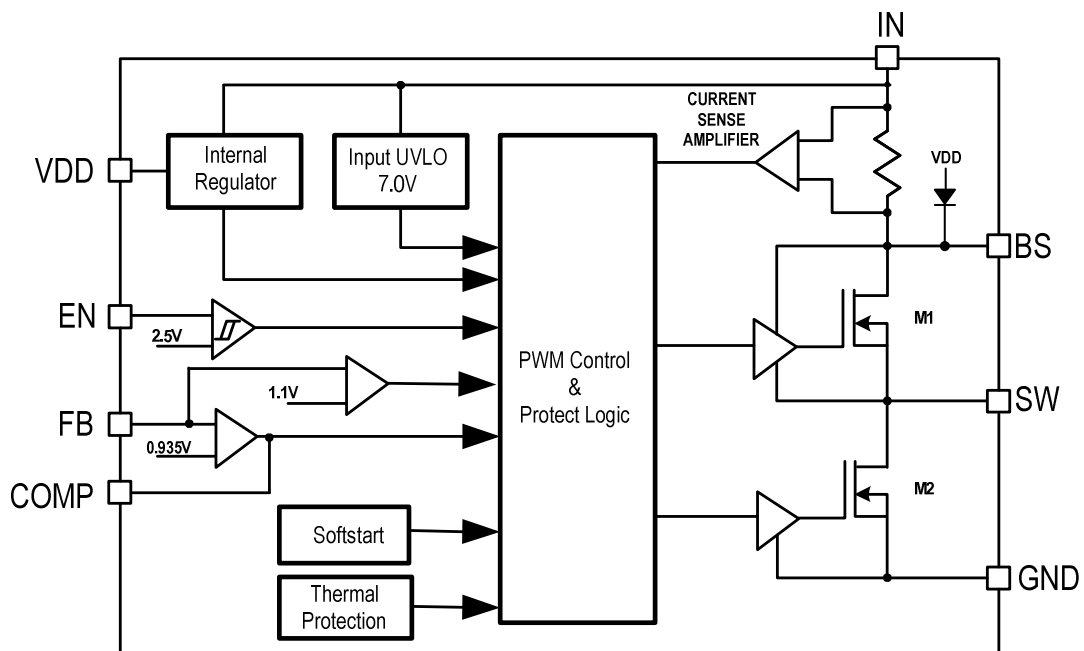 IN
CURRENT
SENSE
AMPLIFIER
VDD
Internal
Regulator
Input UVLO
7.0V
VDD
BS
EN
2.5V
M1
PWM Control
&
Protect Logic
1.1V
FB
0.935V
SW
COMP
M2
Softstart
Thermal
Protection
GND